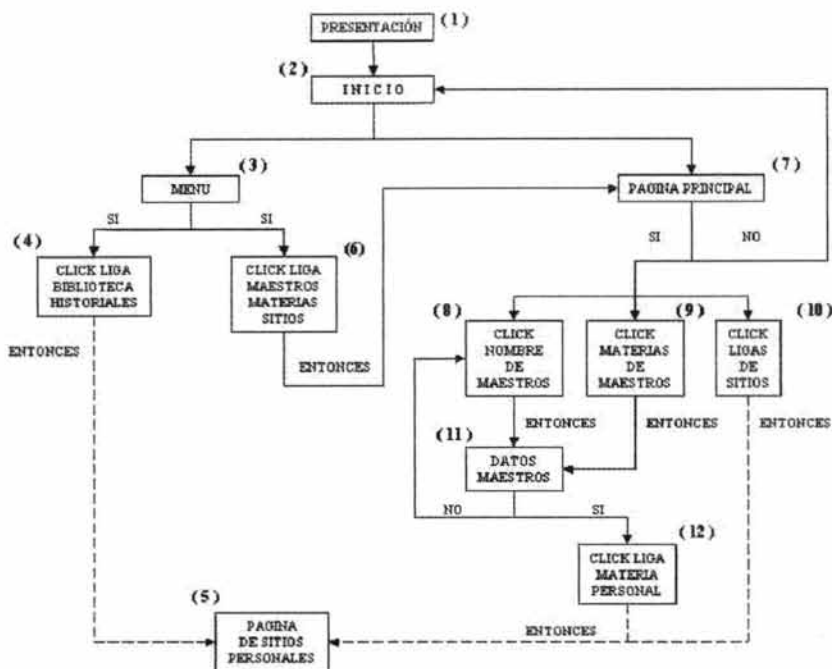 PRESENTACIÓN (1)
(2)
INICIO
(3)
MENU
(7)
PAGINA PRINCIPAL
SI
SI
(4)
CLICK LIGA
BIBLIOTECA
HISTORIALES
(6)
CLICK LIGA
MAESTROS
MATERIAS
SITIOS
SI
NO
ENTONCES
ENTONCES
(8)
CLICK
NOMBRE
DE
MAESTROS
(9)
CLICK
MATERIAS
DE
MAESTROS
(10)
CLICK
LIGAS
DE
SITIOS
ENTONCES
ENTONCES
ENTONCES
(11)
DATOS
MAESTROS
NO
SI
(12)
CLICK LIGA
MATERIA
PERSONAL
(5)
PAGINA
DE SITIOS
PERSONALES
ENTONCES